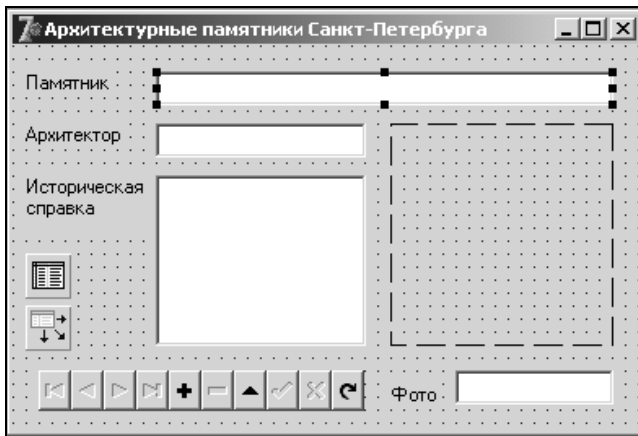 Архитектурные памятники Санкт-Петербурга
Памятник
Архитектор
Историческая
справка
Фото